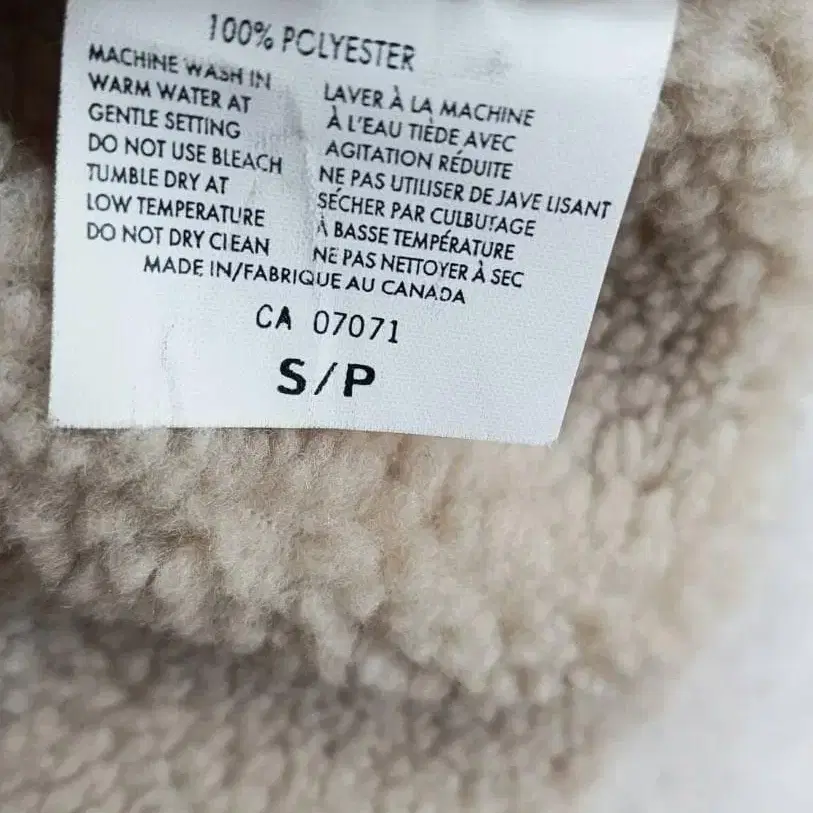 100% POLYESTER
MACHINE WASH IN
WARM WATER AT
GENTLE SETTING
DO NOT USE BLEACH
TUMBLE DRY AT
LOW TEMPERATURE
DO NOT DRY CLEAN
LAVER À LA MACHINE
À L'EAU TIÈDE AVEC
AGITATION RÉDUITE
NE PAS UTILISER DE JAVE LISANT
SÉCHER PAR CULBUTAGE
À BASSE TEMPÉRATURE
NE PAS NETTOYER À SEC
MADE IN/FABRIQUE AU CANADA
CA 07071
S/P